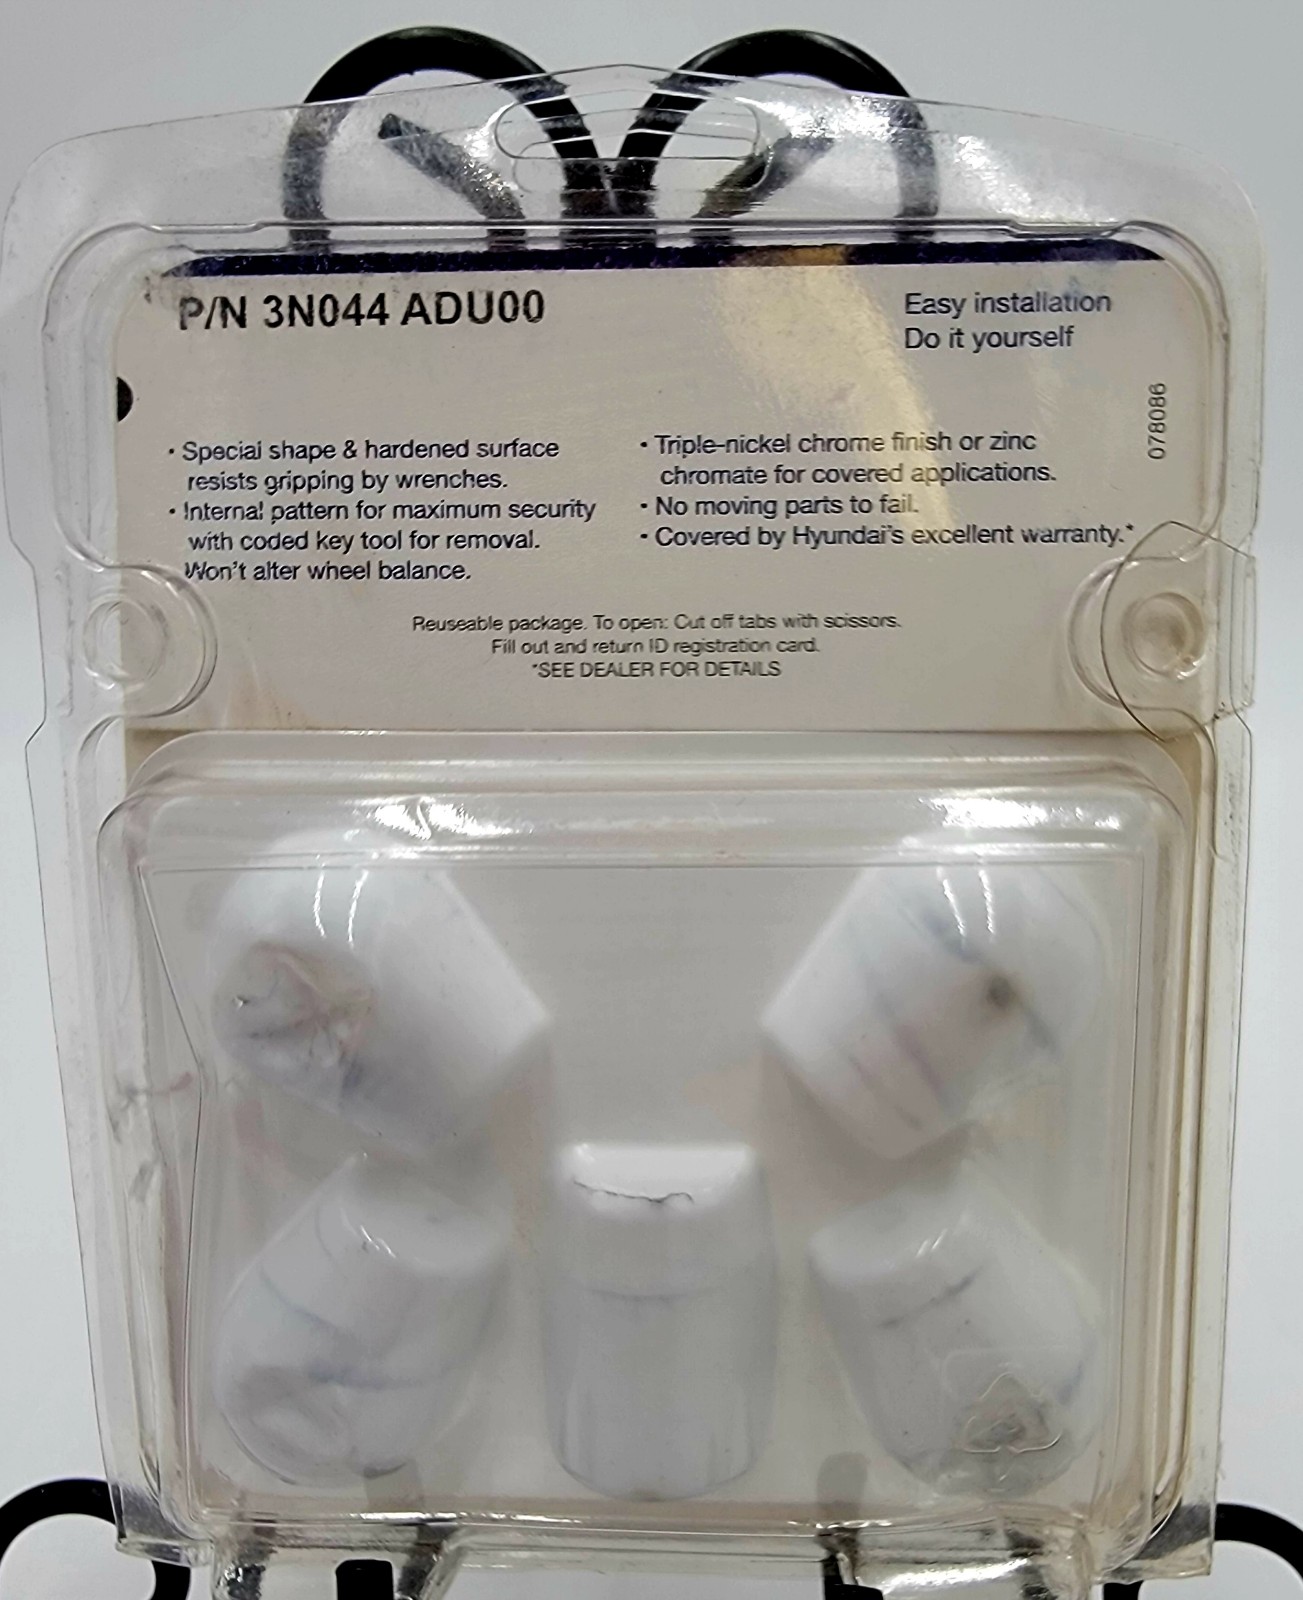 P/N 3N044 ADU00
Easy installation
Do it yourself
078086
• Special shape & hardened surface
resists gripping by wrenches.
• Internal pattern for maximum security
with coded key tool for removal.
Won't alter wheel balance.
• Triple-nickel chrome finish or zinc
chromate for covered applications.
• No moving parts to fail.
• Covered by Hyundai's excellent warranty.*
Reuseable package. To open: Cut off tabs with scissors.
Fill out and return ID registration card.
*SEE DEALER FOR DETAILS